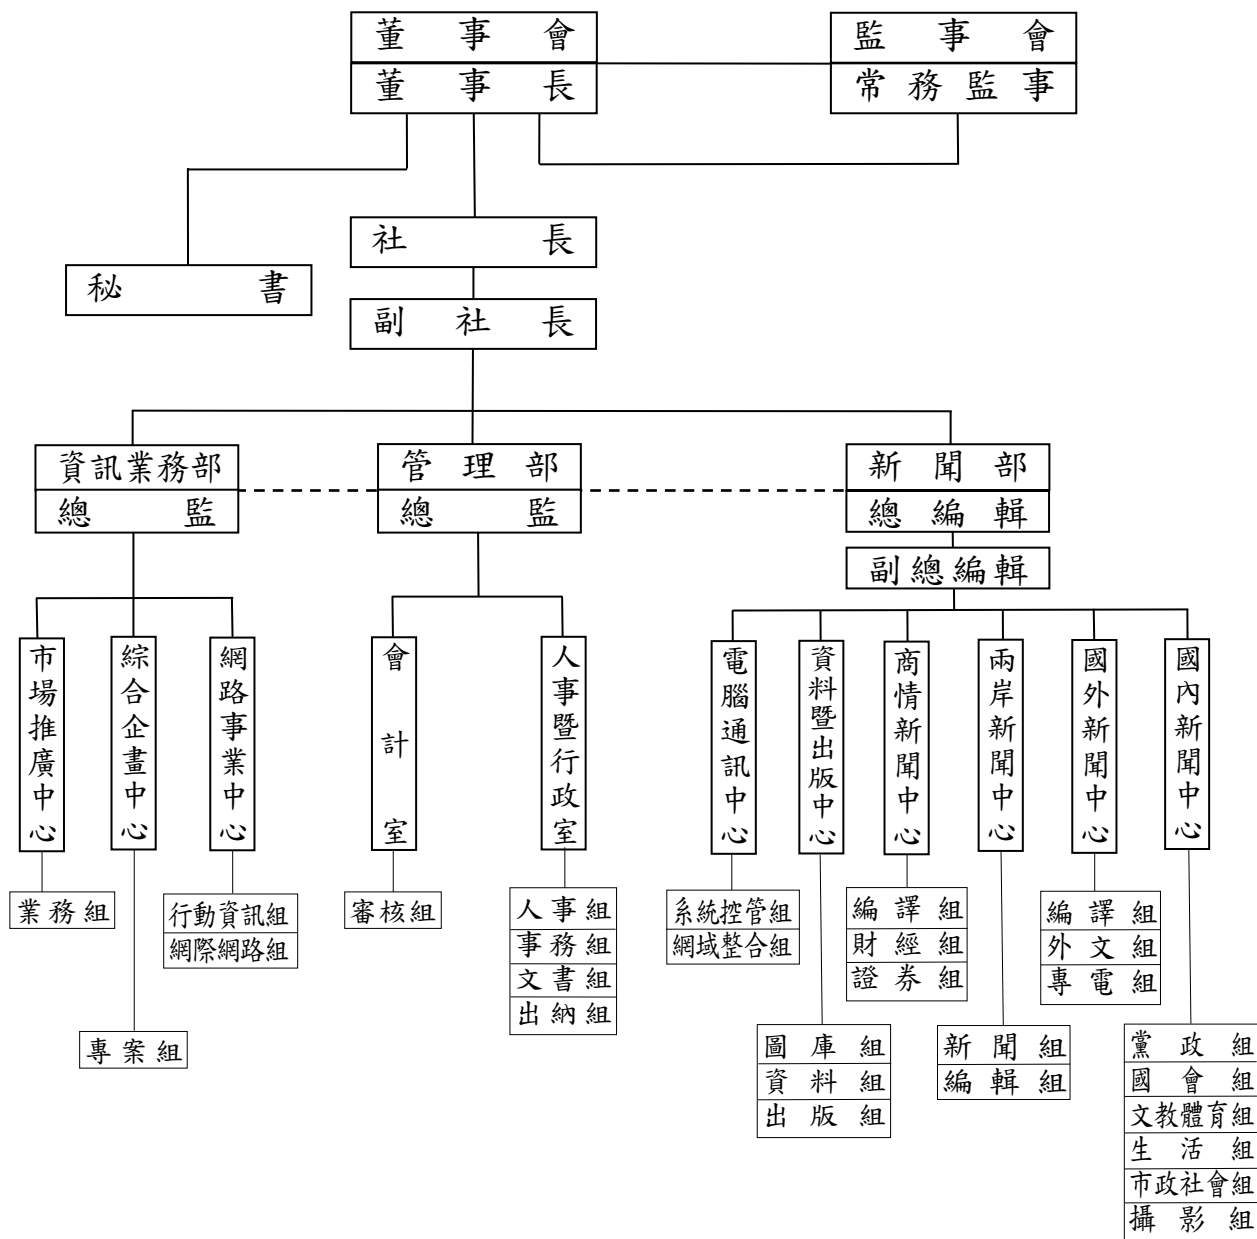 董事會
董事長
監事會
常務監事
社長
秘書
副社長
資訊業務部
總監
管理部
總監
新聞部
總編輯
副總編輯
市場推廣中心
綜合企畫中心
網路事業中心
會計室
人事暨行政室
電腦通訊中心
資料暨出版中心
商情新聞中心
兩岸新聞中心
國外新聞中心
國內新聞中心
業務組
行動資訊組
網際網路組
專案組
審核組
人事組
事務組
文書組
出納組
系統控管組
網域整合組
圖庫組
資料組
出版組
編譯組
財經組
證券組
新聞組
編輯組
編譯組
外文組
專電組
黨政組
國會組
文教體育組
生活組
市政社會組
攝影組